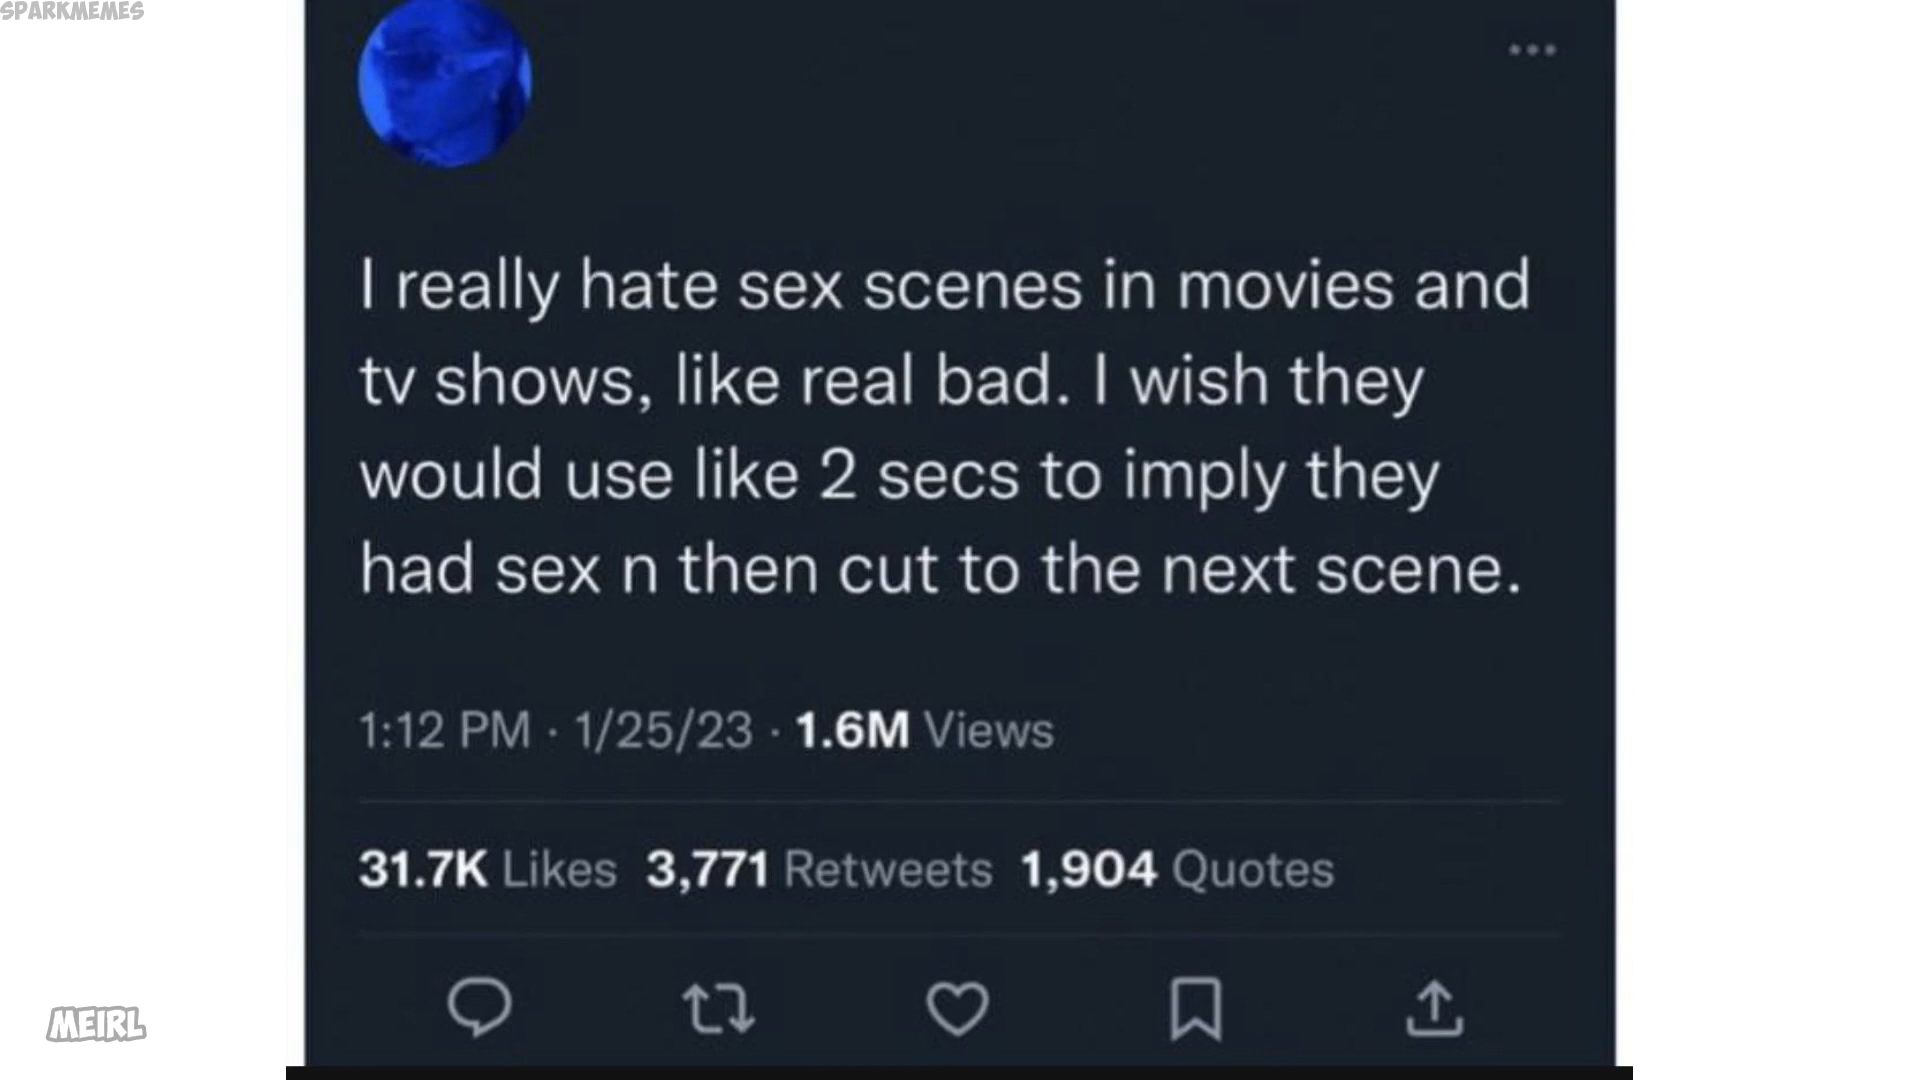 SPARKMEMES
I really hate sex scenes in movies and
tv shows, like real bad. I wish they
would use like 2 secs to imply they
had sex n then cut to the next scene.
1:12 PM · 1/25/23 · 1.6M Views
31.7K Likes 3,771 Retweets 1,904 Quotes
MEIRL